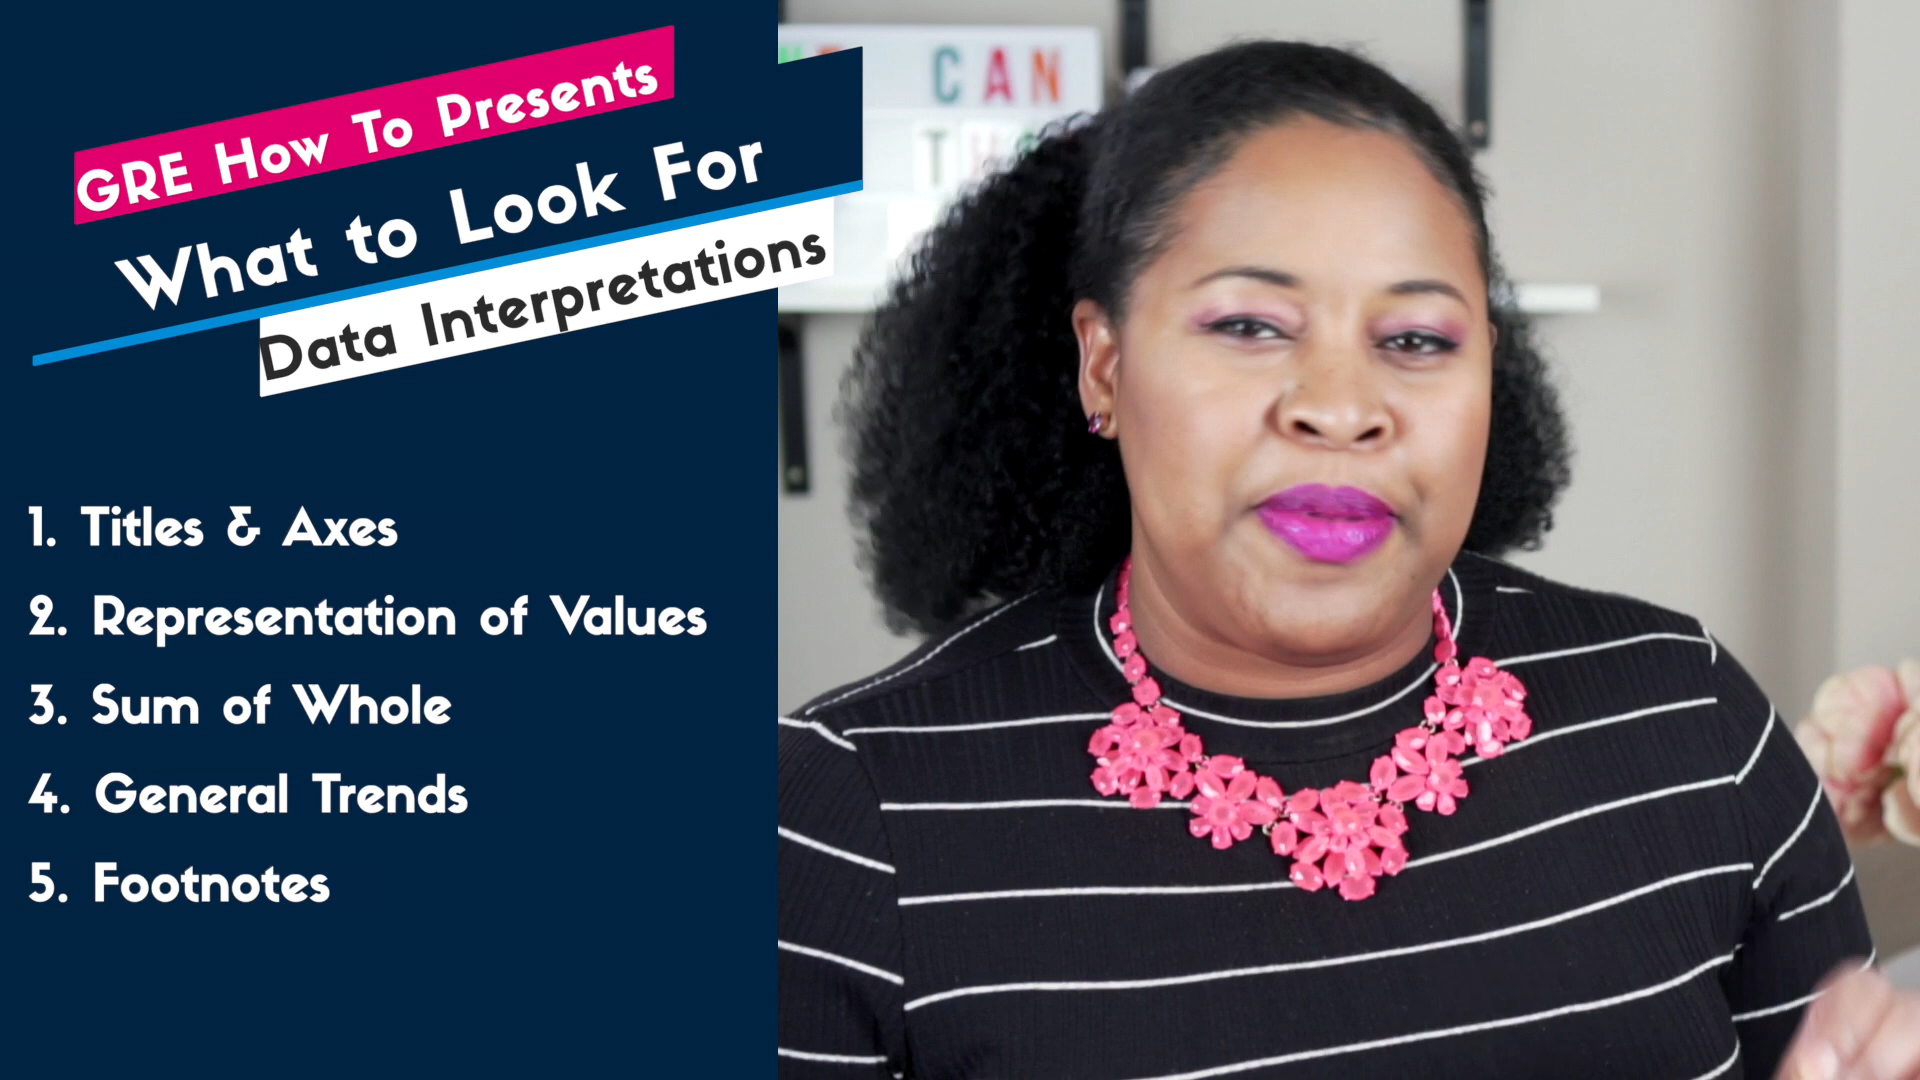 GRE How To Presents
What to Look For
Data Interpretations
CAN
1. Titles & Axes
2. Representation of Values
3. Sum of Whole
4. General Trends
5. Footnotes